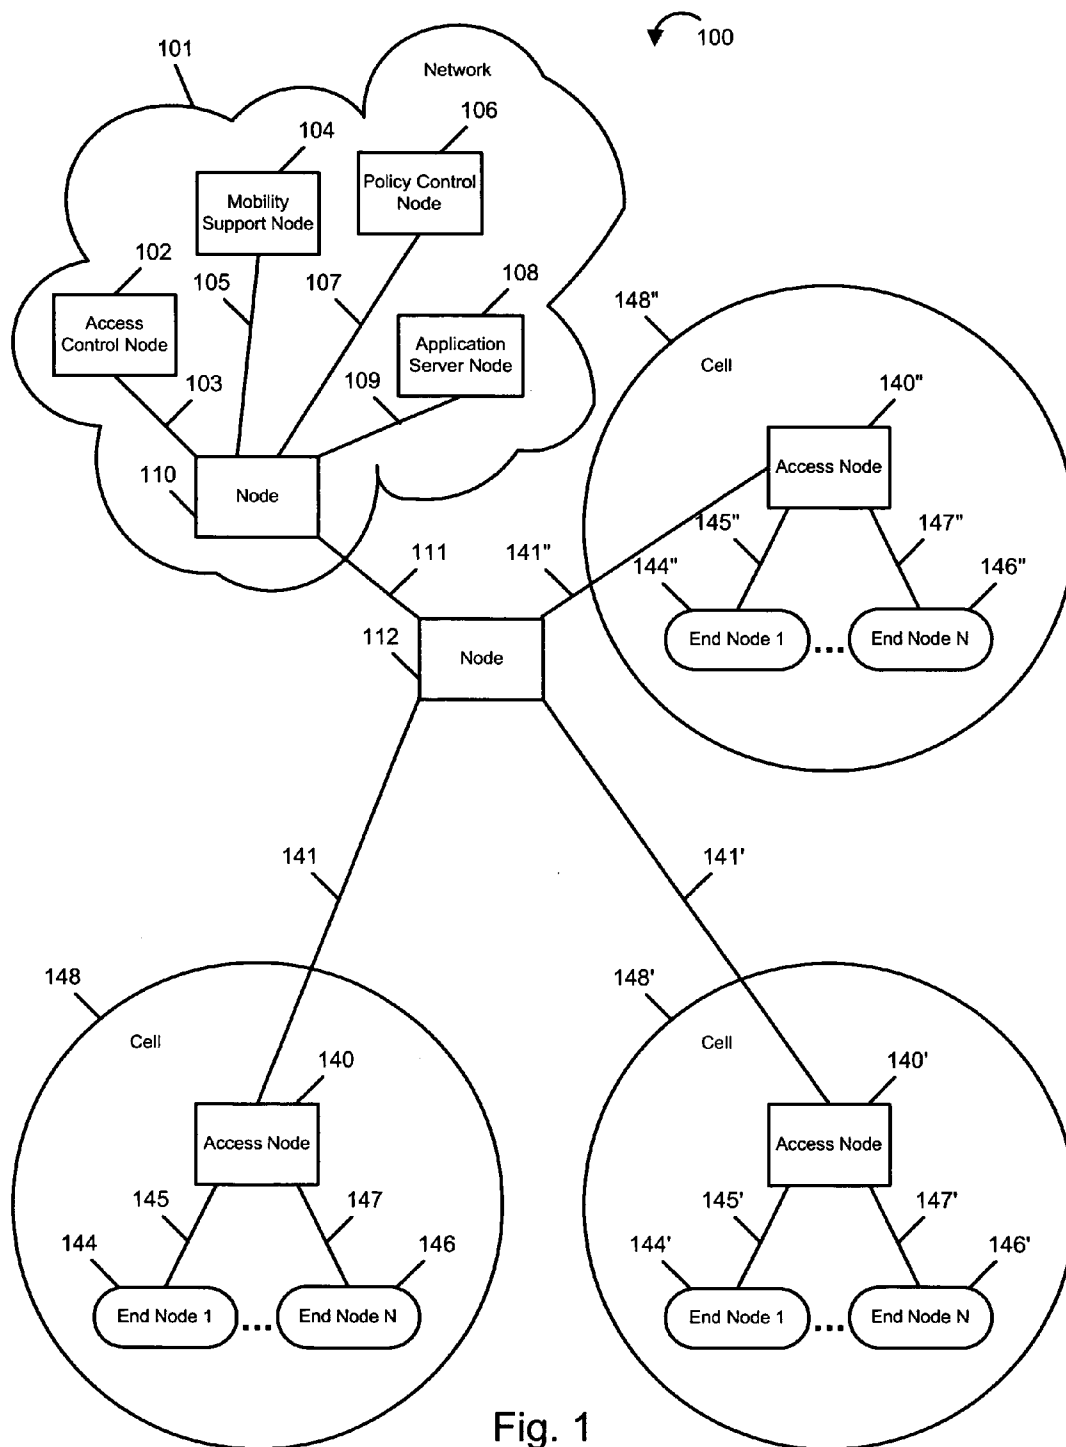 100
101
Network
106
104
Policy Control
Node
Mobility
Support Node
102
105
107
108
148"
Access
Control Node
Application
Server Node
Cell
103
109
140"
Access Node
110
Node
145"
147"
111
141"
144"
146"
112
Node
End Node 1
...
End Node N
141
141'
148
148'
Cell
Cell
140
140'
Access Node
Access Node
145
147
145'
147'
144
146
144'
146'
End Node 1
...
End Node N
End Node 1
...
End Node N
Fig. 1